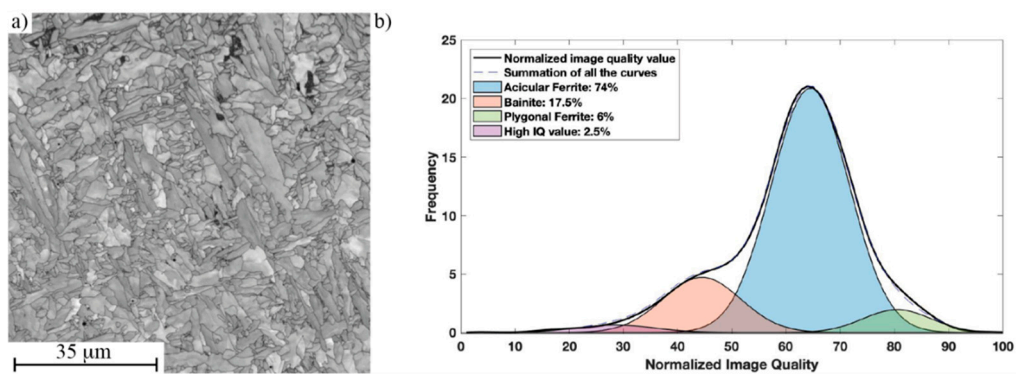 a)
35 μm
b)
25
20
15
10
5
0
Frequency
Normalized image quality value
Summation of all the curves
Acicular Ferrite: 74%
Bainite: 17.5%
Plygonal Ferrite: 6%
High IQ value: 2.5%
0 10 20 30 40 50 60 70 80 90 100
Normalized Image Quality